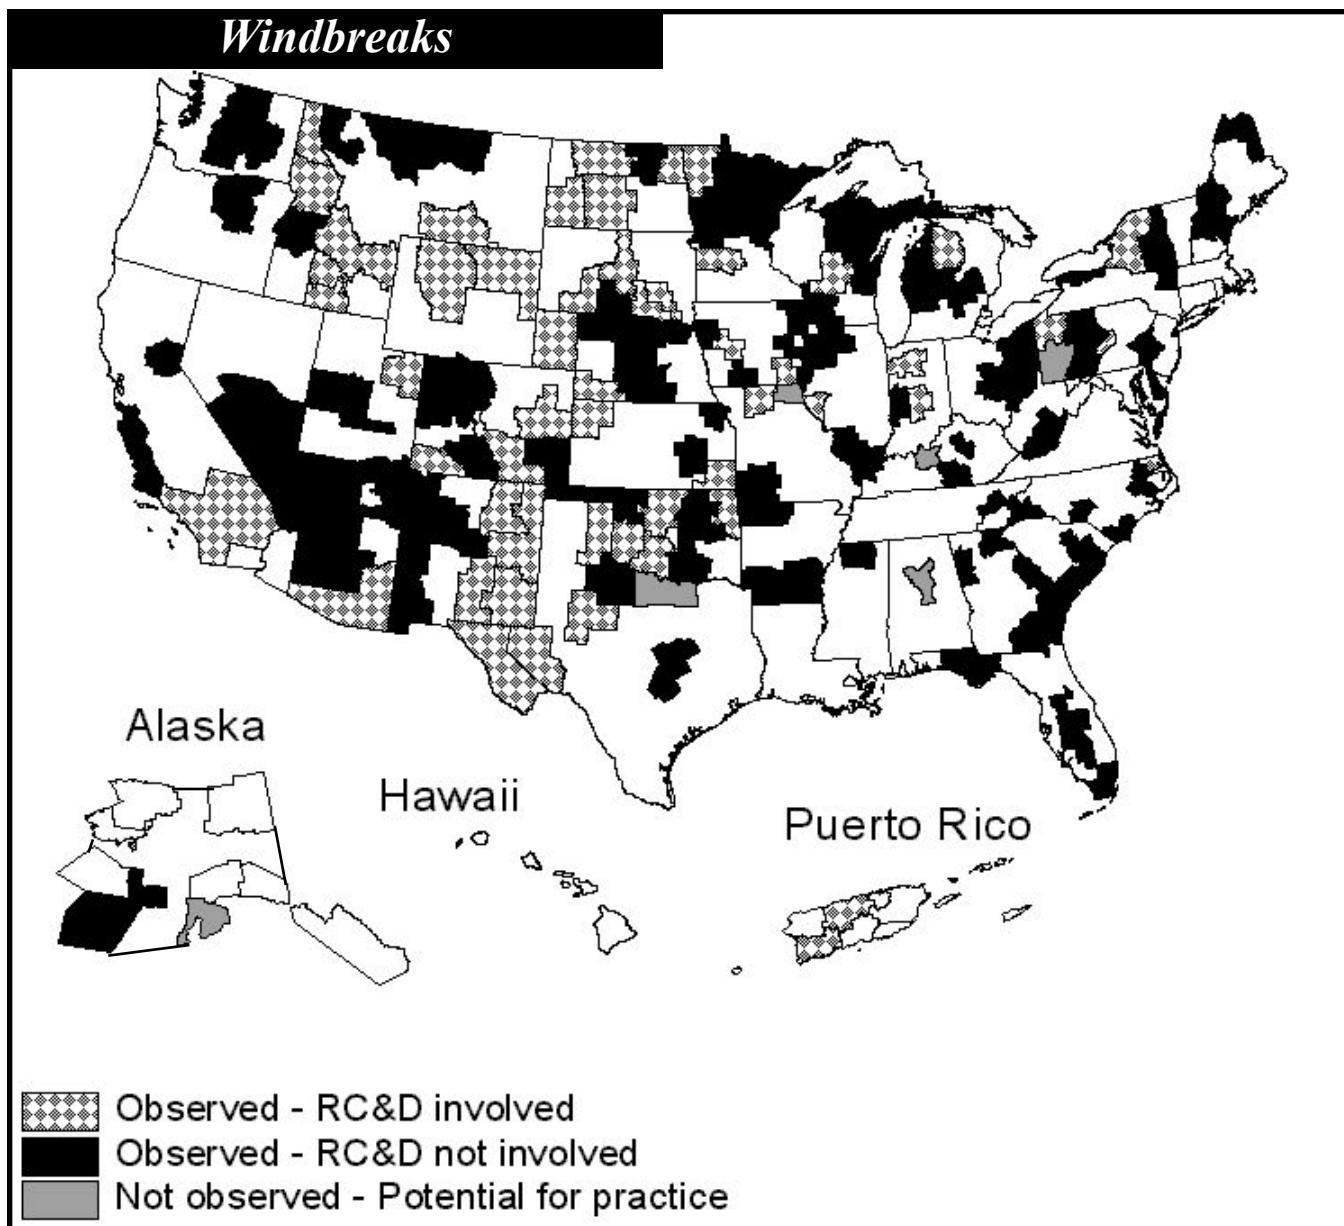 Windbreaks
Alaska
Hawaii
Puerto Rico
Observed - RC&D involved
Observed - RC&D not involved
Not observed - Potential for practice